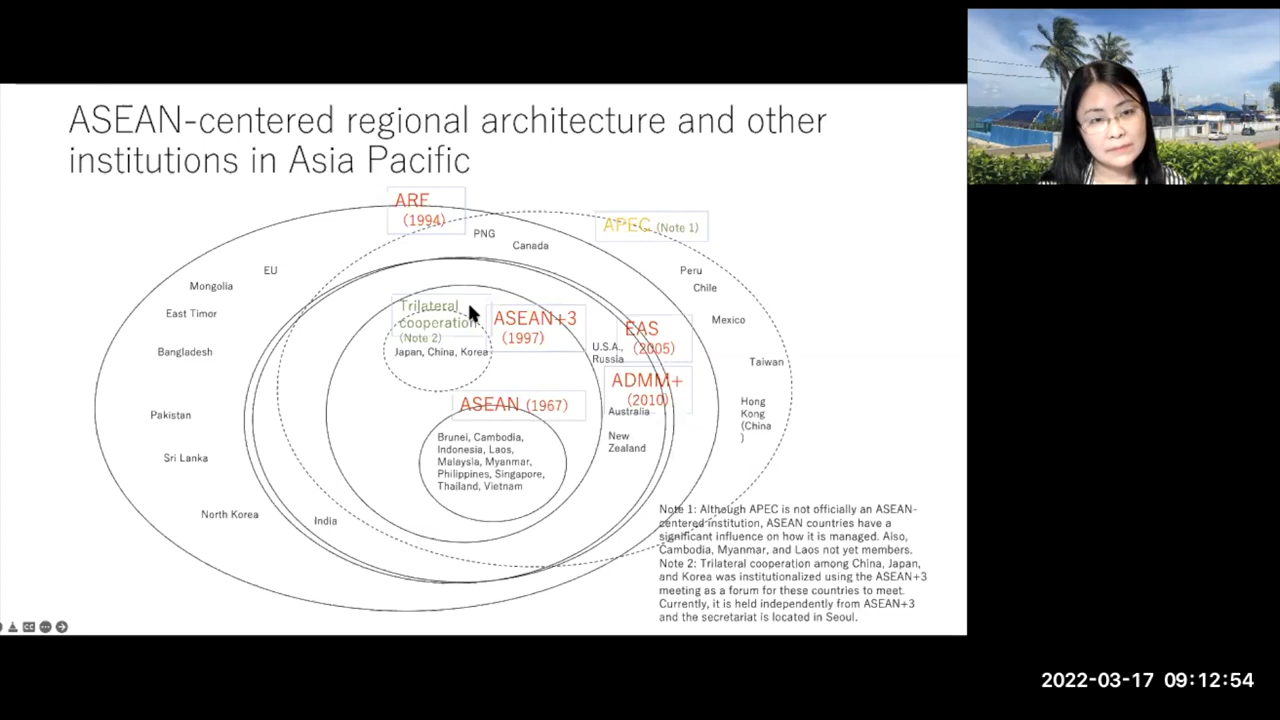 ASEAN-centered regional architecture and other
institutions in Asia Pacific
ARF
(1994)
APEC (Note 1)
PNG
Canada
EU
Mongolia
East Timor
Bangladesh
Pakistan
Sri Lanka
North Korea
India
Peru
Chile
Mexico
Taiwan
Hong
Kong
(China
)
Trilateral
cooperation
(Note 2)
Japan, China, Korea
ASEAN+3
(1997)
EAS
(2005)
U.S.A.,
Russia
ADMM+
(2010)
Australia
New
Zealand
ASEAN (1967)
Brunei, Cambodia,
Indonesia, Laos,
Malaysia, Myanmar,
Philippines, Singapore,
Thailand, Vietnam
Note 1: Although APEC is not officially an ASEAN-
centered institution, ASEAN countries have a
significant influence on how it is managed. Also,
Cambodia, Myanmar, and Laos not yet members.
Note 2: Trilateral cooperation among China, Japan,
and Korea was institutionalized using the ASEAN+3
meeting as a forum for these countries to meet.
Currently, it is held independently from ASEAN+3
and the secretariat is located in Seoul.
2022-03-17 09:12:54